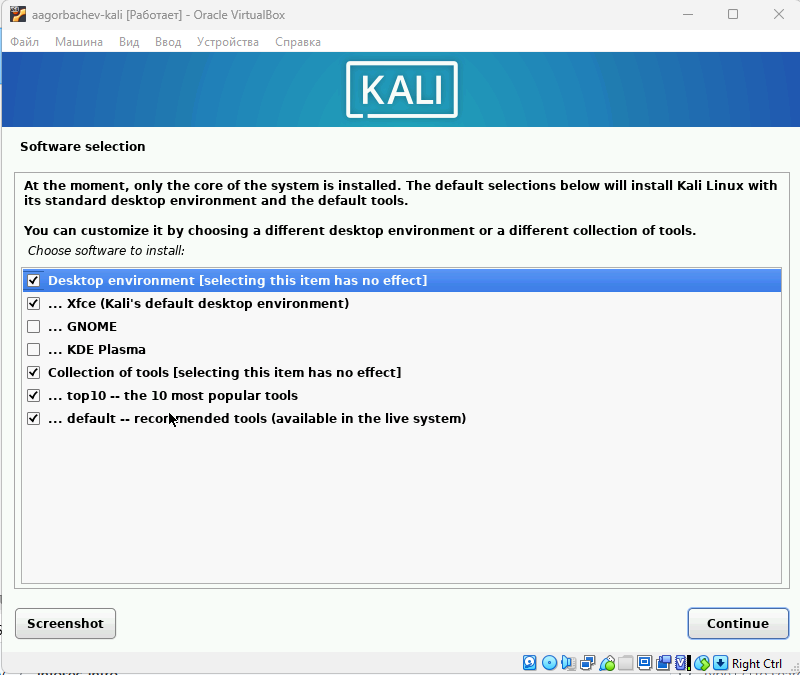 aagorbachev-kali [Работает] - Oracle VirtualBox
Файл Машина Вид Ввод Устройства Справка
KALI
Software selection
At the moment, only the core of the system is installed. The default selections below will install Kali Linux with
its standard desktop environment and the default tools.
You can customize it by choosing a different desktop environment or a different collection of tools.
Choose software to install:
Desktop environment [selecting this item has no effect]
... Xfce (Kali's default desktop environment)
... GNOME
... KDE Plasma
Collection of tools [selecting this item has no effect]
... top10 -- the 10 most popular tools
... default -- recommended tools (available in the live system)
Screenshot
Continue
Right Ctrl